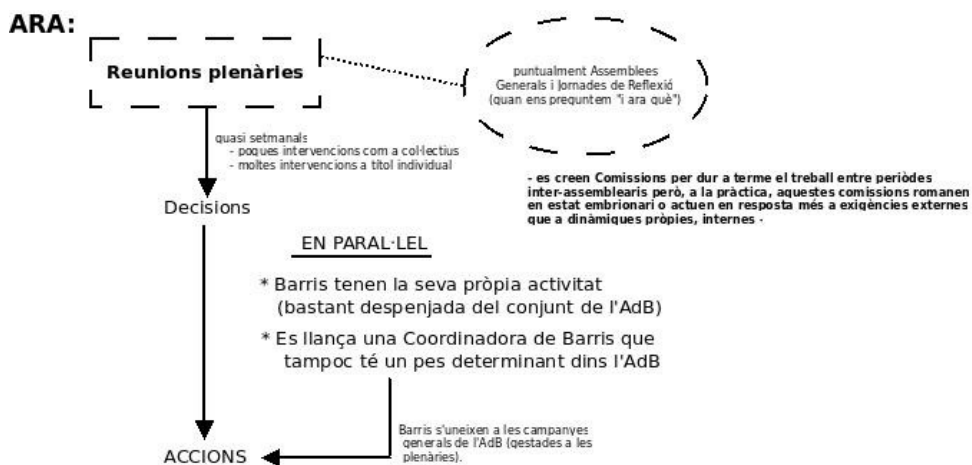 ARA:
Reunions plenàries
puntualment Assemblees
Generals i Jornades de Reflexió
(quan ens preguntem "i ara què")
quasi setmanals
- poques intervencions com a col·lectius
- moltes intervencions a títol individual
- es creen Comissions per dur a terme el treball entre períodes
inter-assemblearis però, a la pràctica, aquestes comissions romanen
en estat embrionari o actuen en resposta més a exigències externes
que a dinàmiques pròpies, internes -
Decisions
EN PARAL·LEL
* Barris tenen la seva pròpia activitat
(bastant despenjada del conjunt de l'AdB)
* Es llança una Coordinadora de Barris que
tampoc té un pes determinant dins l'AdB
Barris s'uneixen a les campanyes
generals de l'AdB (gestades a les
plenàries).
ACCIONS